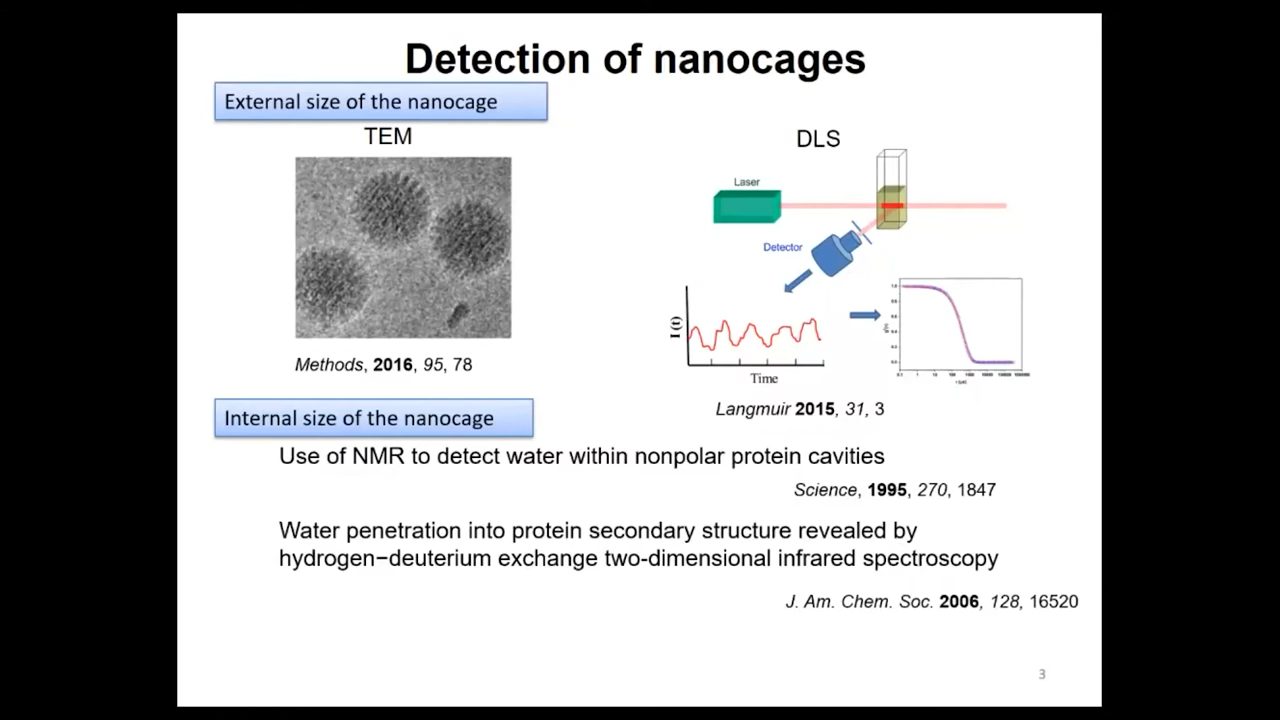 Detection of nanocages
External size of the nanocage
TEM
Methods, 2016, 95, 78
DLS
Laser
Detector
I (t)
Time
Langmuir 2015, 31, 3
Internal size of the nanocage
Use of NMR to detect water within nonpolar protein cavities
Science, 1995, 270, 1847
Water penetration into protein secondary structure revealed by
hydrogen−deuterium exchange two-dimensional infrared spectroscopy
J. Am. Chem. Soc. 2006, 128, 16520
3